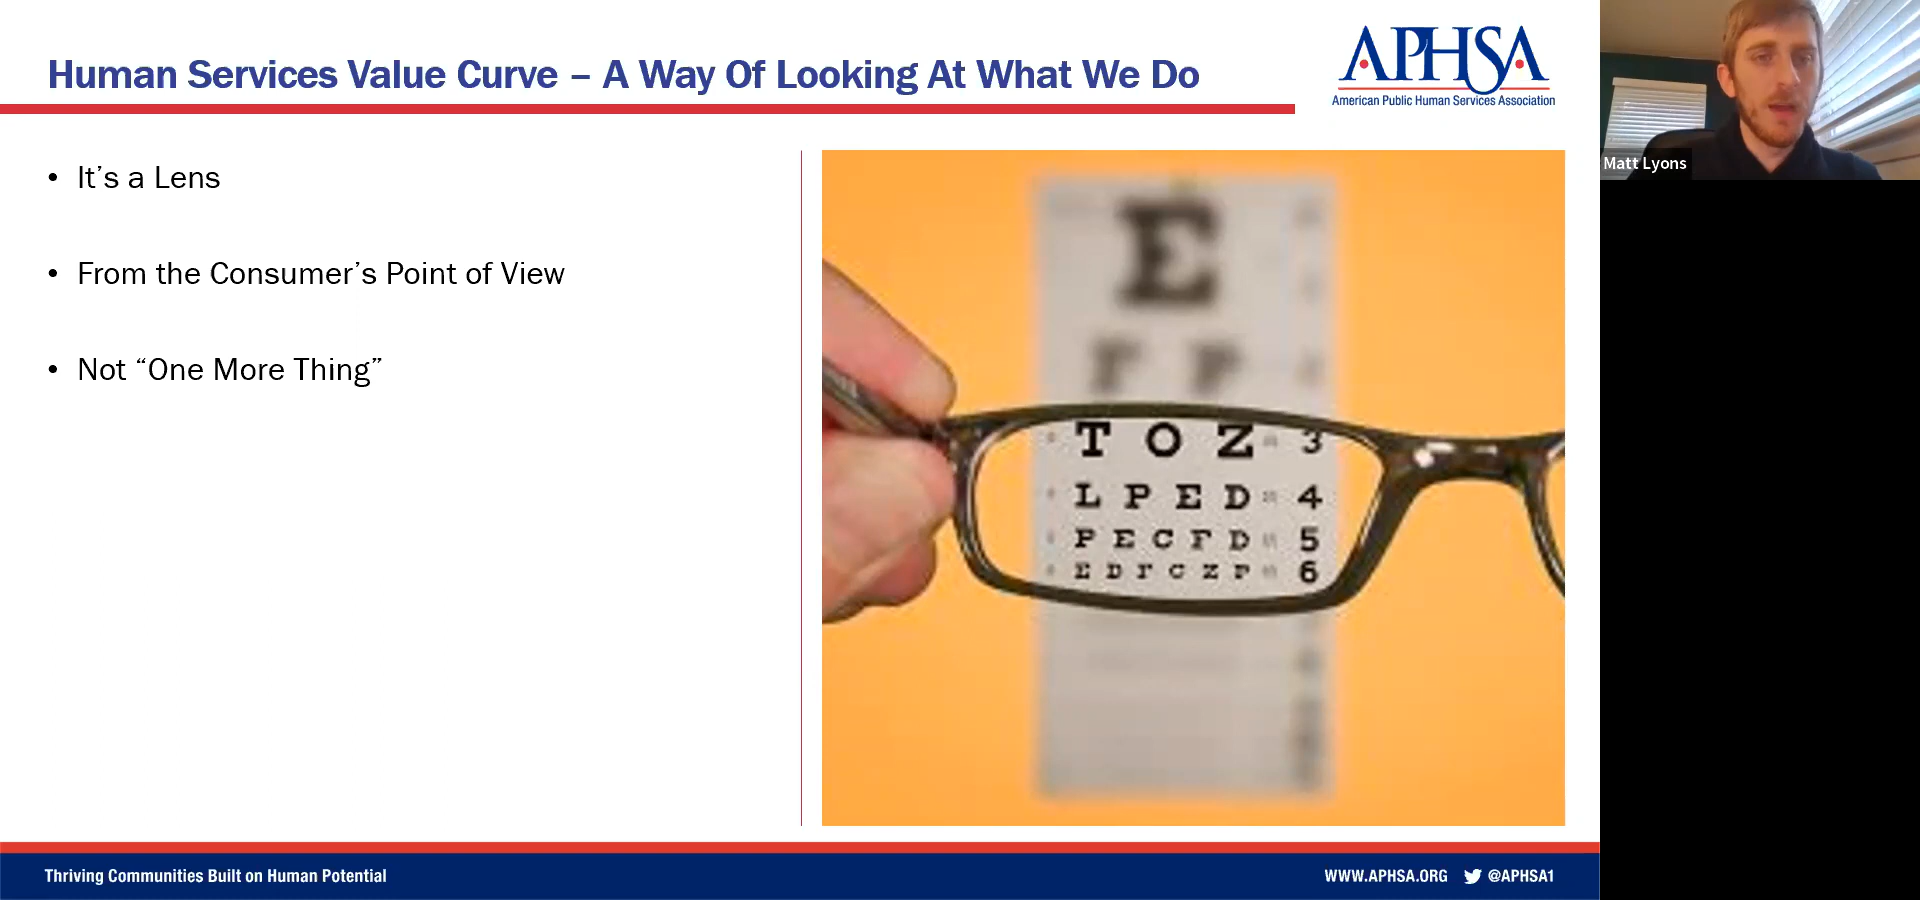 Human Services Value Curve – A Way Of Looking At What We Do
APHSA
American Public Human Services Association
Matt Lyons
• It’s a Lens
• From the Consumer’s Point of View
• Not “One More Thing”
E
F P
T O Z 3
L P E D 4
P E C F D 5
E D F C Z P 6
Thriving Communities Built on Human Potential
WWW.APHSA.ORG @APHSA1